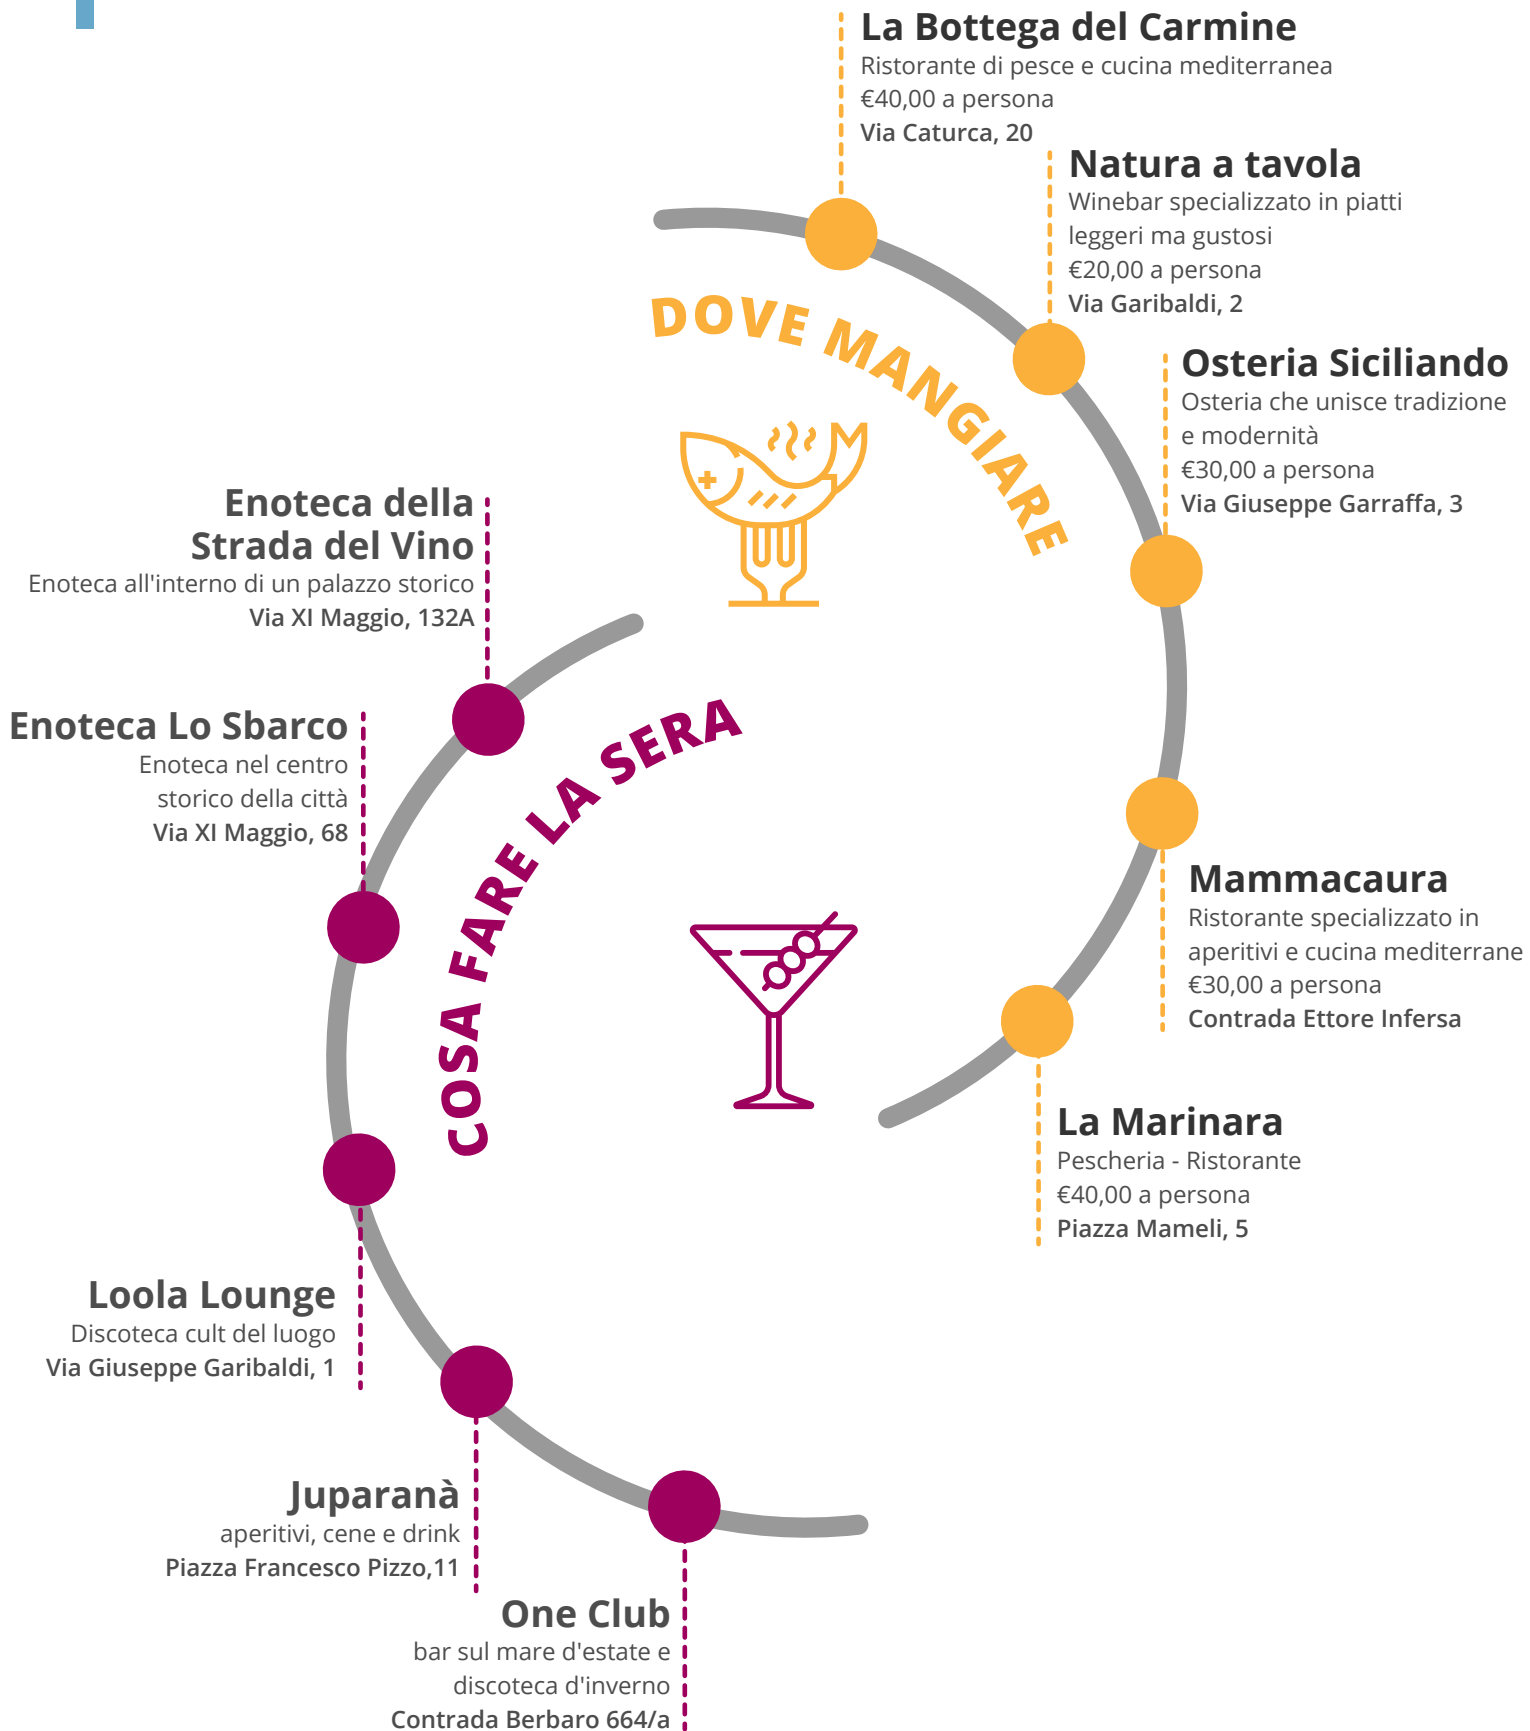 La Bottega del Carmine
Ristorante di pesce e cucina mediterranea
€40,00 a persona
Via Caturca, 20
Natura a tavola
Winebar specializzato in piatti
leggeri ma gustosi
€20,00 a persona
Via Garibaldi, 2
DOVE MANGIARE
Osteria Siciliando
Osteria che unisce tradizione
e modernità
€30,00 a persona
Via Giuseppe Garraffa, 3
Mammacaura
Ristorante specializzato in
aperitivi e cucina mediterrane
€30,00 a persona
Contrada Ettore Infersa
La Marinara
Pescheria - Ristorante
€40,00 a persona
Piazza Mameli, 5
Enoteca della
Strada del Vino
Enoteca all'interno di un palazzo storico
Via XI Maggio, 132A
COSA FARE LA SERA
Enoteca Lo Sbarco
Enoteca nel centro
storico della città
Via XI Maggio, 68
Loola Lounge
Discoteca cult del luogo
Via Giuseppe Garibaldi, 1
Juparanà
aperitivi, cene e drink
Piazza Francesco Pizzo,11
One Club
bar sul mare d'estate e
discoteca d'inverno
Contrada Berbaro 664/a